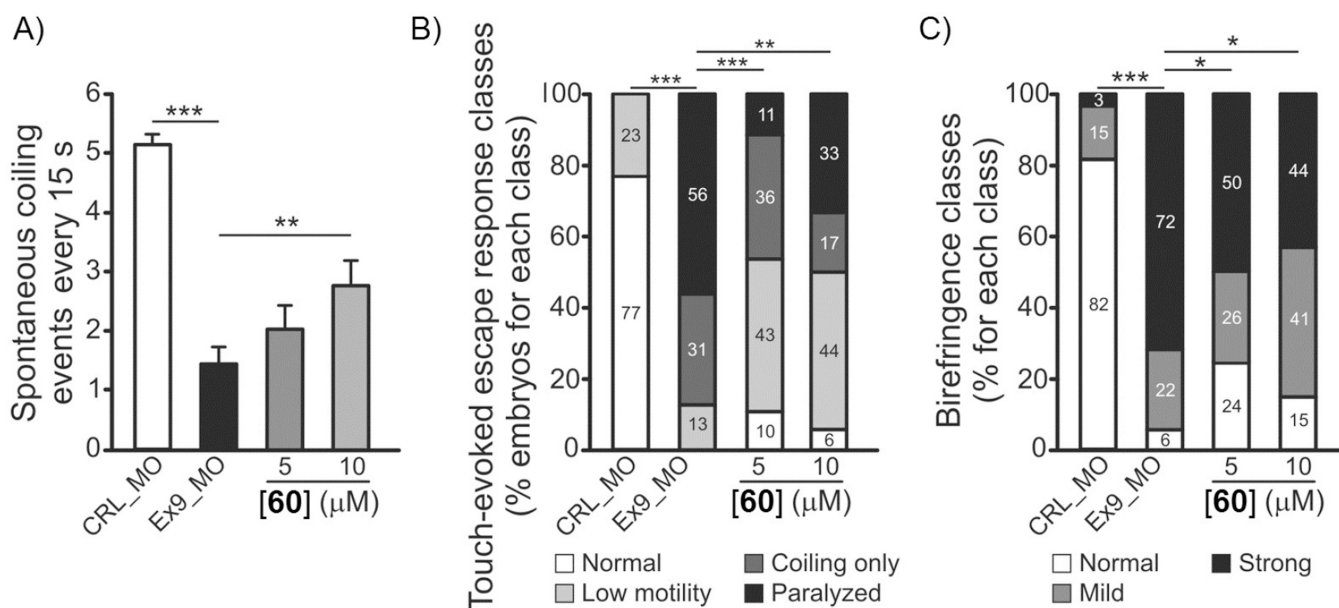 A)
Spontaneous coiling
events every 15 s
6
5
4
3
2
1
0
***
**
CRL_MO
Ex9_MO
5
10
[60] (μM)
B)
Touch-evoked escape response classes
(% embryos for each class)
100
80
60
40
20
0
**
***
***
23
77
56
31
13
11
36
43
10
33
17
44
6
CRL_MO
Ex9_MO
5
10
[60] (μM)
Normal
Coiling only
Low motility
Paralyzed
C)
Birefringence classes
(% for each class)
100
80
60
40
20
0
*
*
***
3
15
82
72
22
6
50
26
24
44
41
15
CRL_MO
Ex9_MO
5
10
[60] (μM)
Normal
Strong
Mild